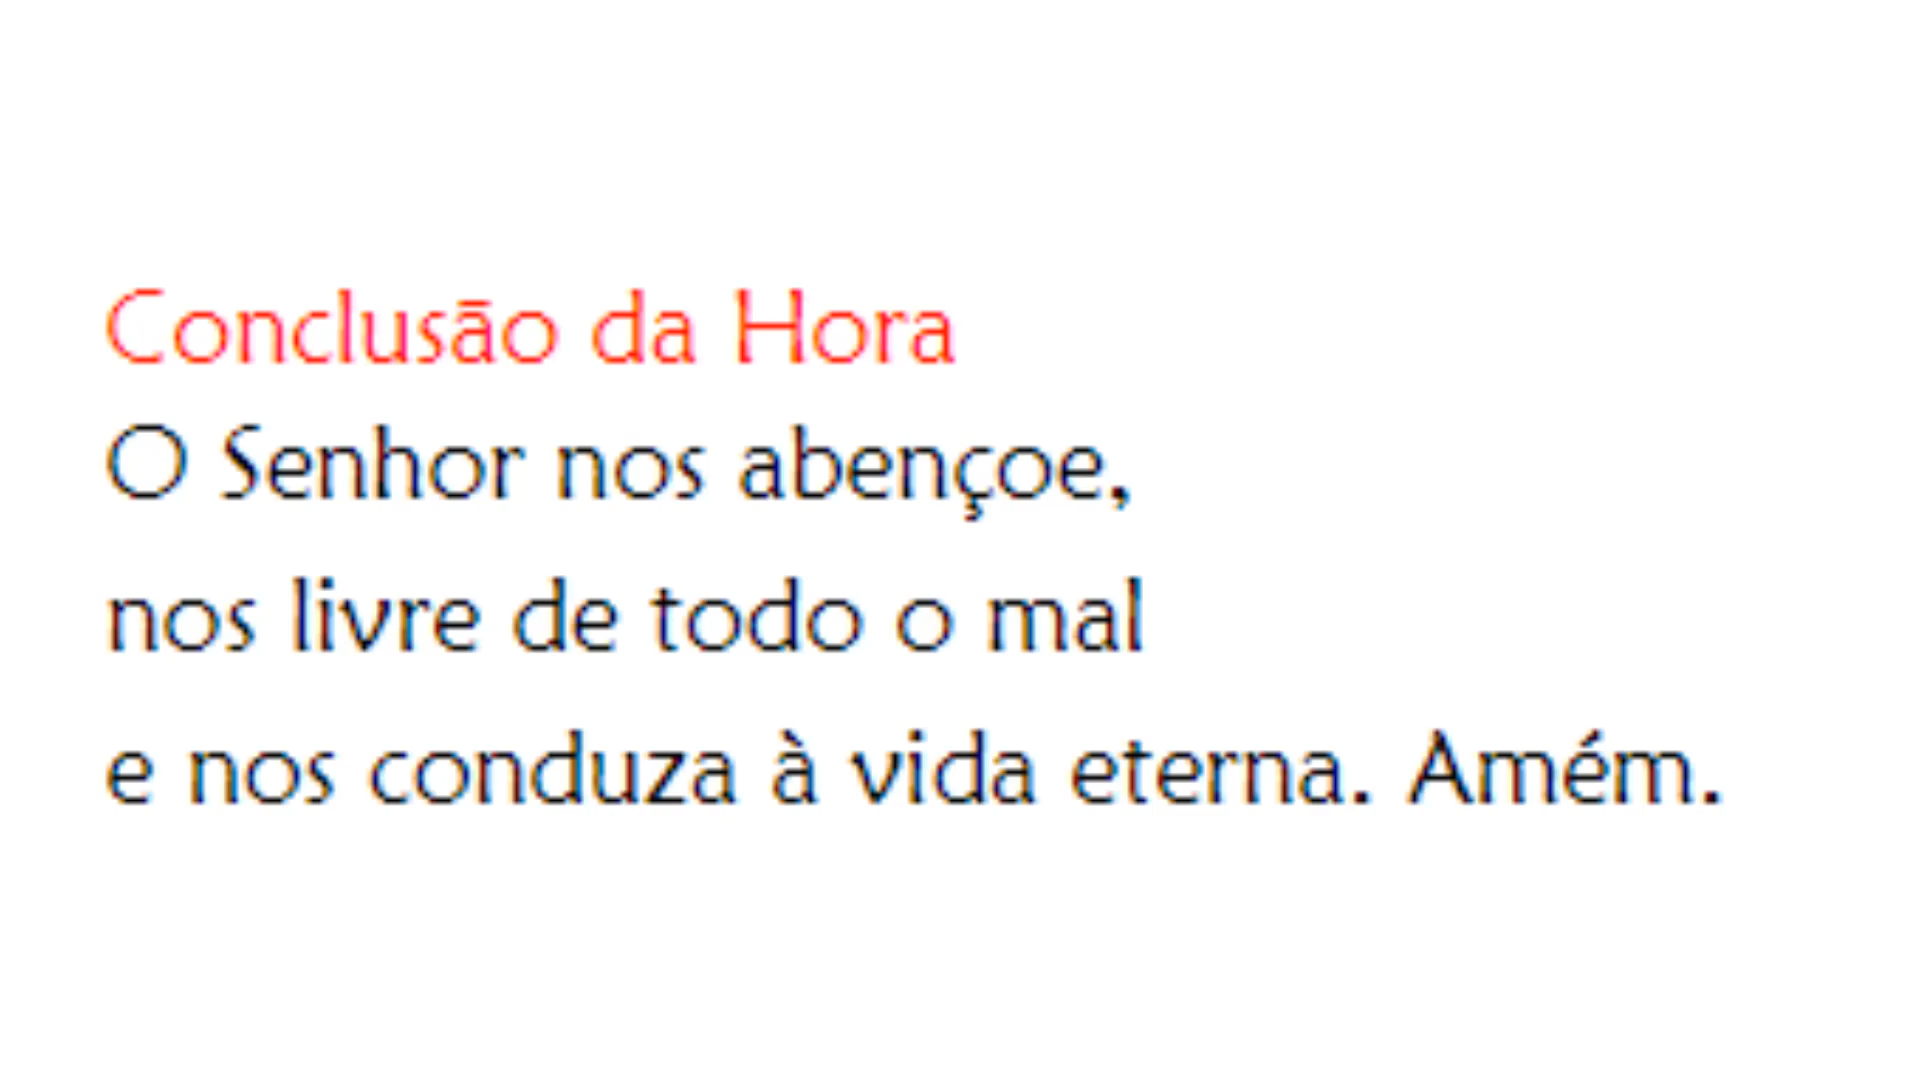 Conclusão da Hora
O Senhor nos abençoe,
nos livre de todo o mal
e nos conduza à vida eterna. Amém.